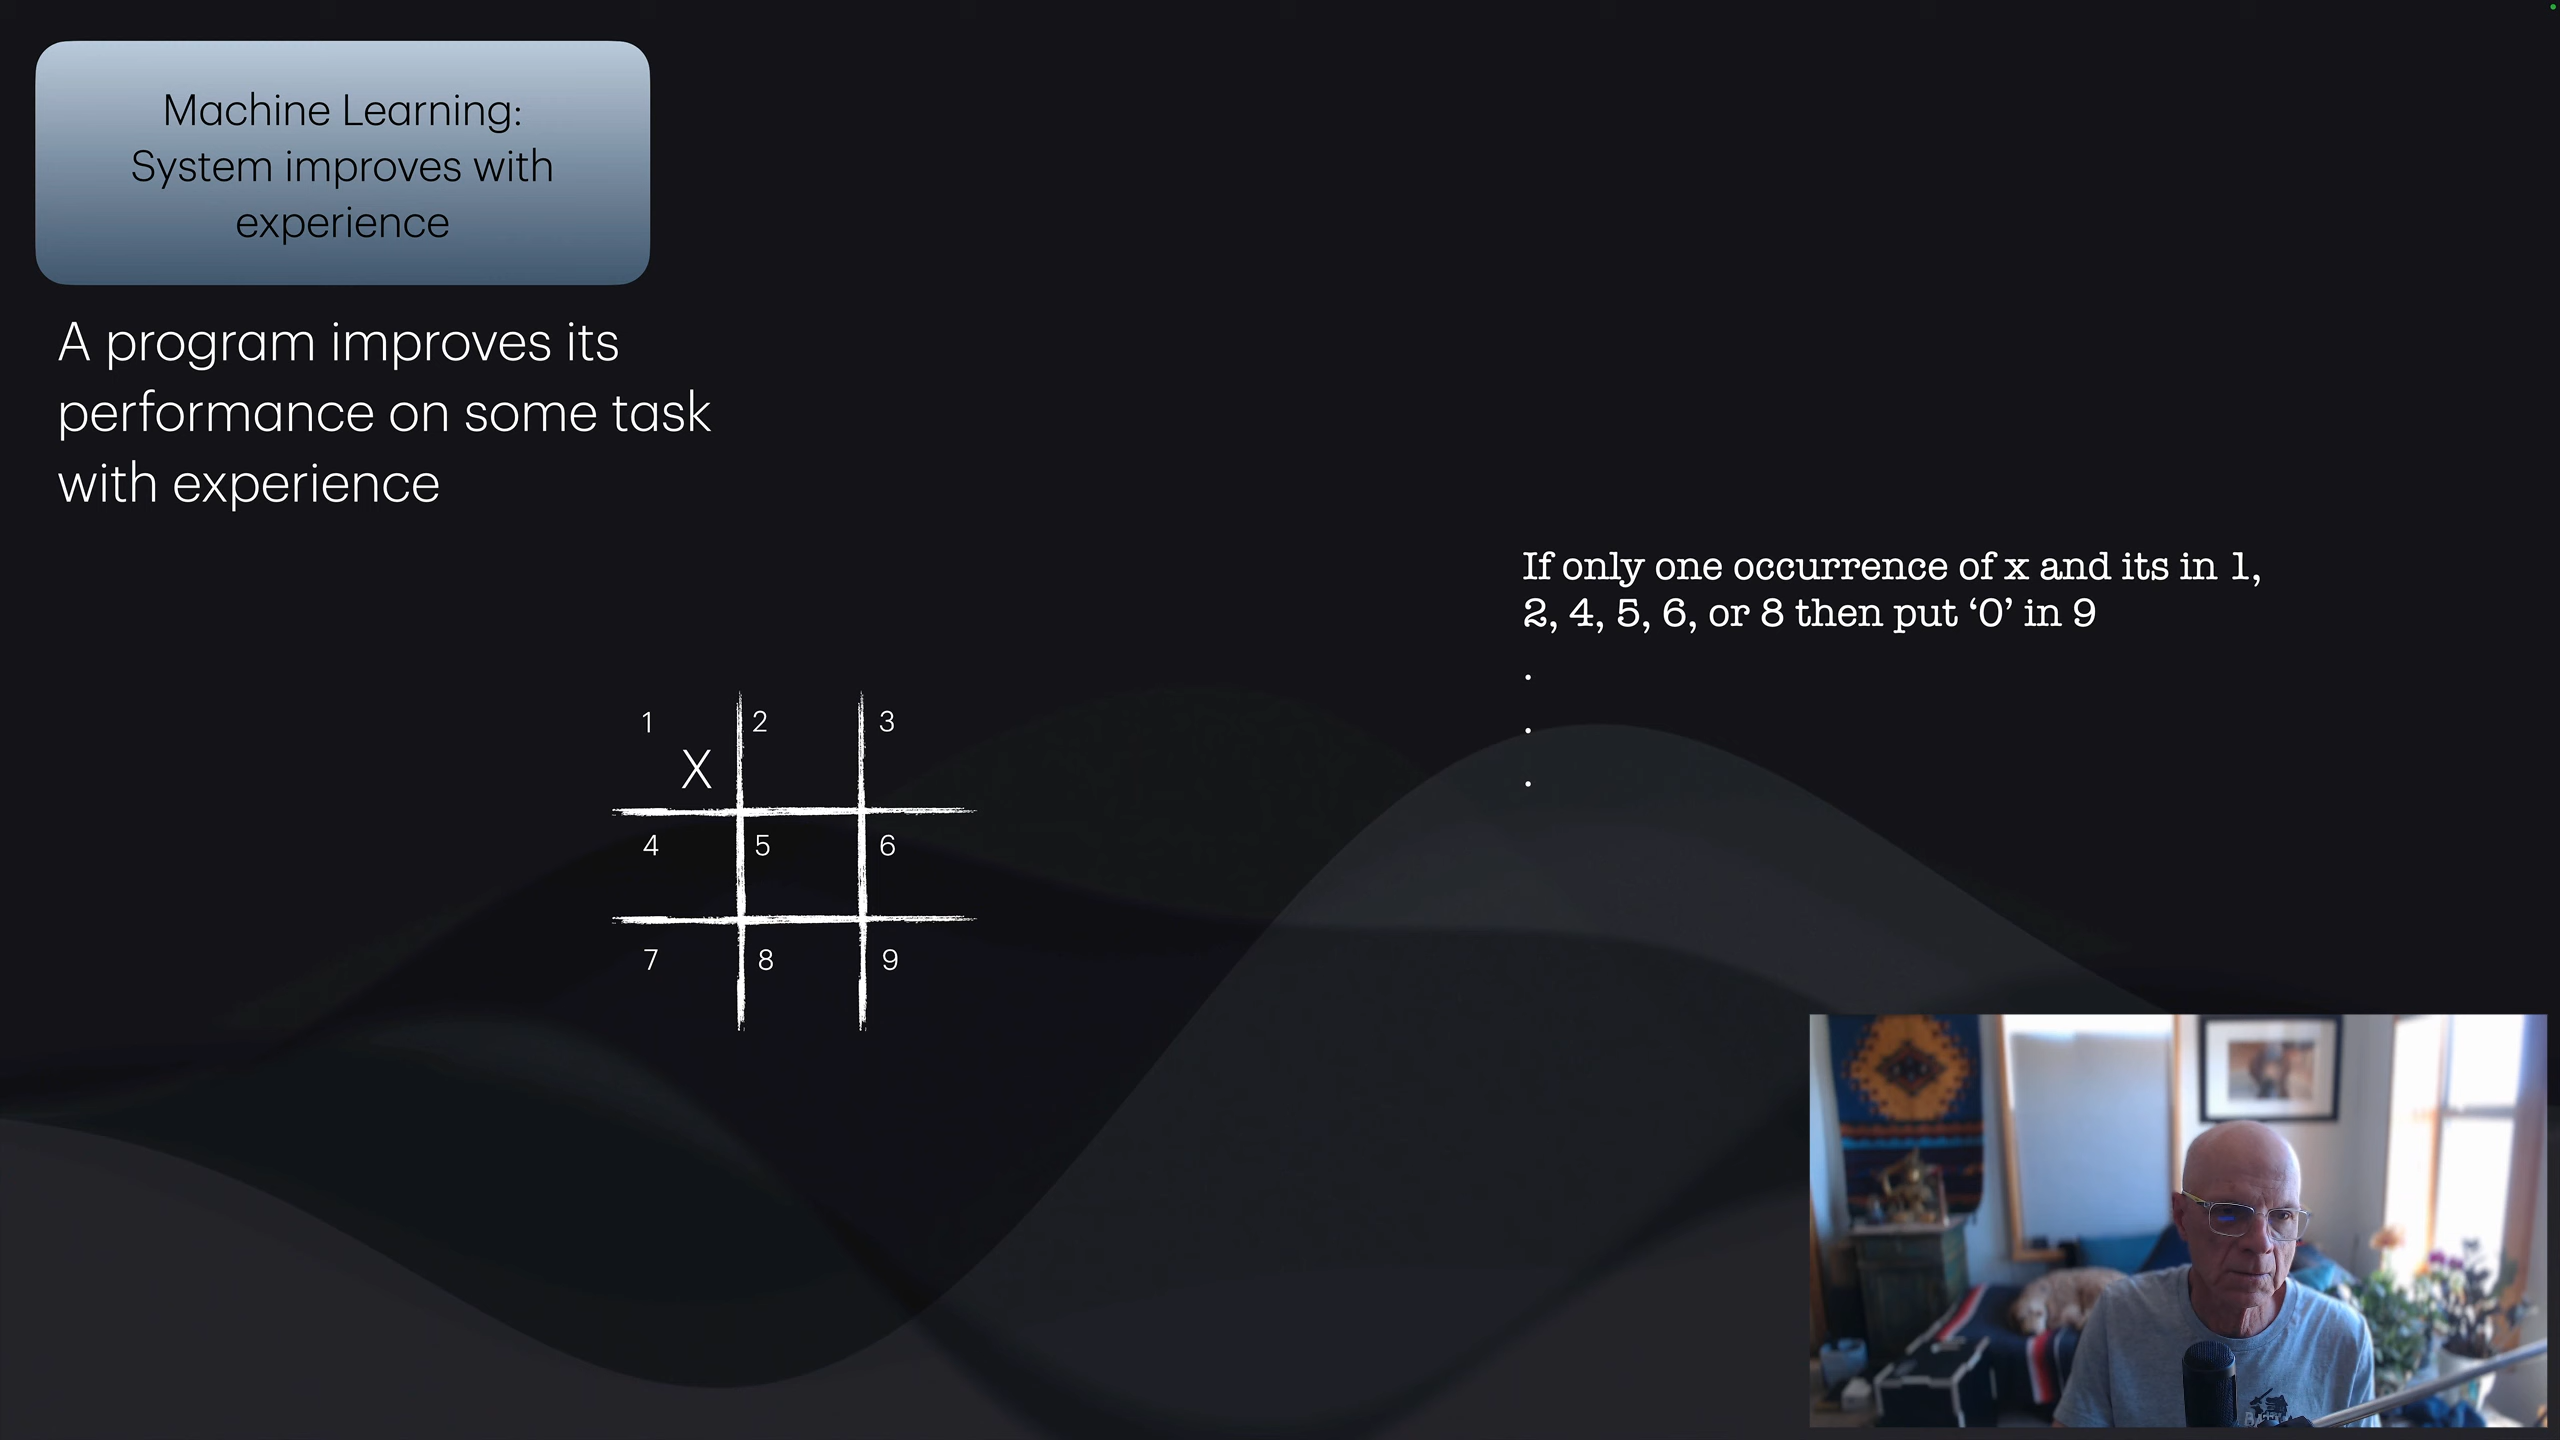 Machine Learning:
System improves with
experience
A program improves its
performance on some task
with experience
If only one occurrence of x and its in 1,
2, 4, 5, 6, or 8 then put ‘0’ in 9
.
.
.
1 2 3
X
4 5 6
7 8 9